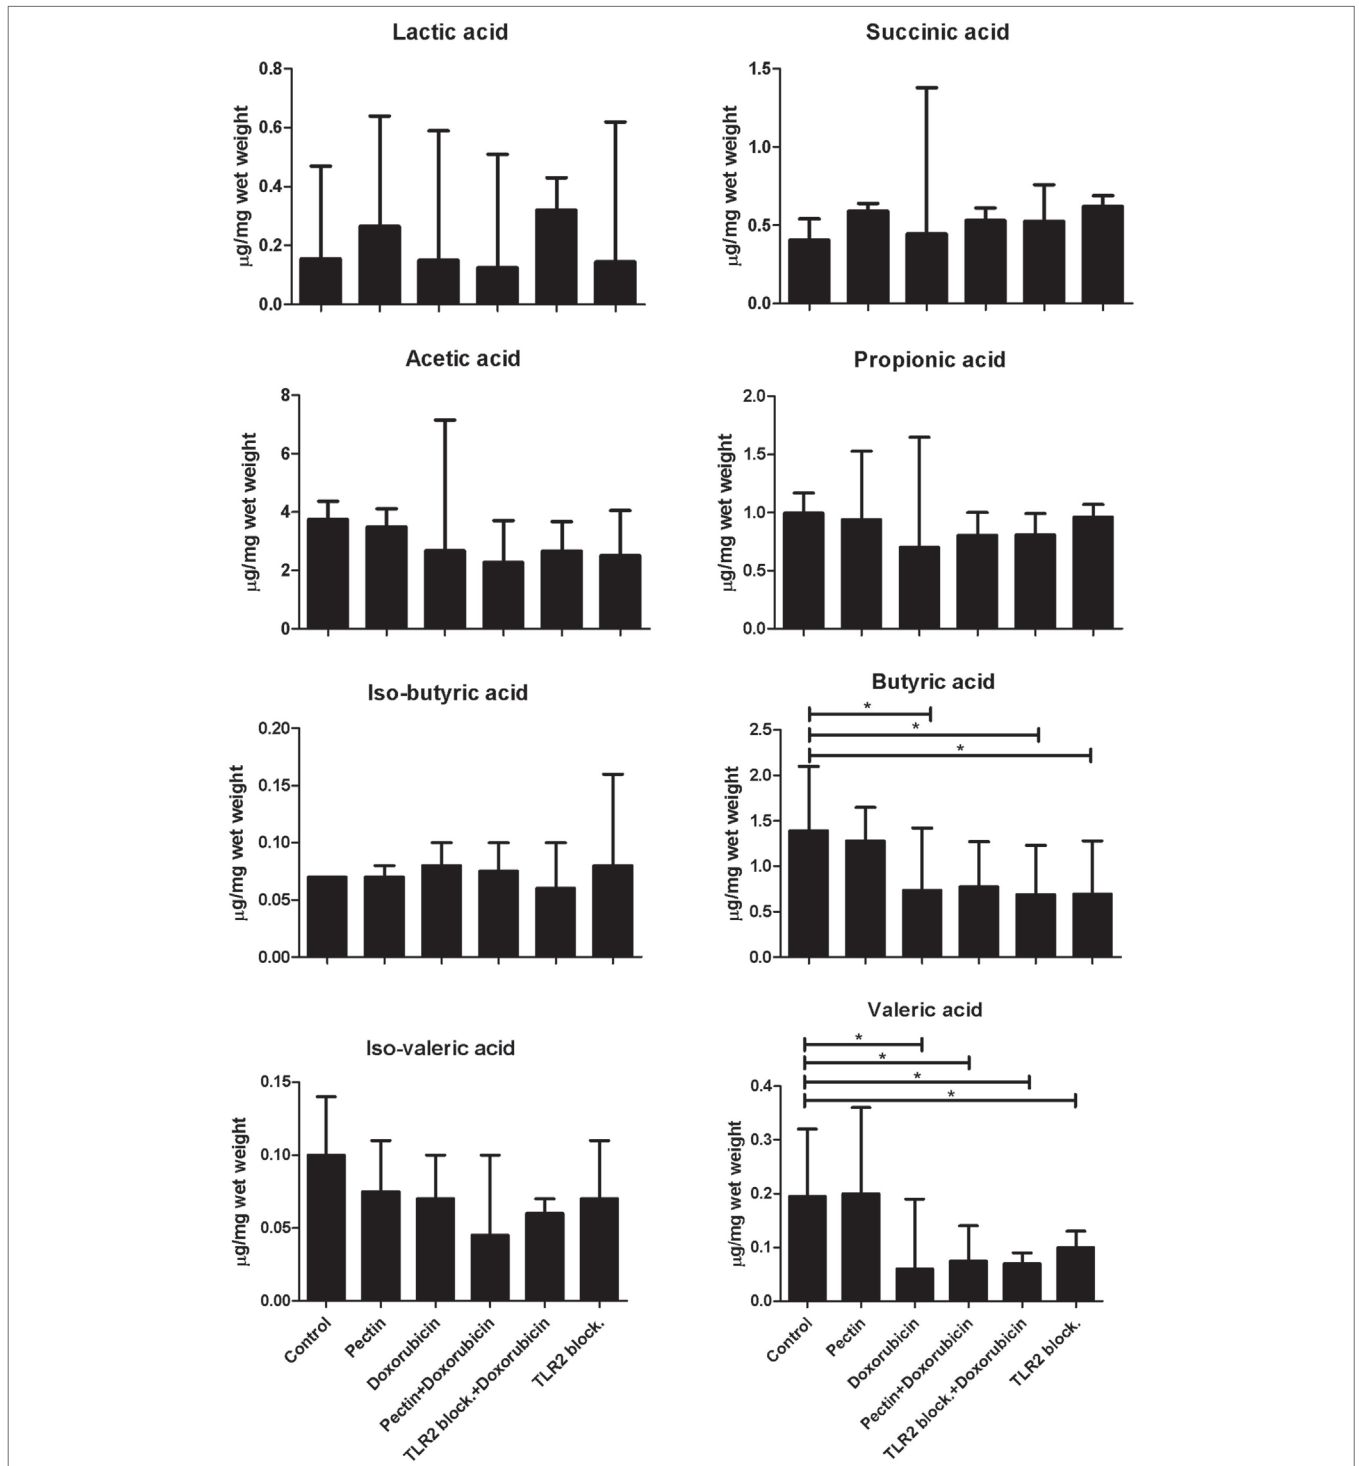 Lactic acid
μg/mg wet weight
0.8
0.6
0.4
0.2
0.0
Succinic acid
μg/mg wet weight
1.5
1.0
0.5
0.0
Acetic acid
μg/mg wet weight
8
6
4
2
0
Propionic acid
μg/mg wet weight
2.0
1.5
1.0
0.5
0.0
Iso-butyric acid
μg/mg wet weight
0.20
0.15
0.10
0.05
0.00
Butyric acid
*
*
*
μg/mg wet weight
2.5
2.0
1.5
1.0
0.5
0.0
Iso-valeric acid
μg/mg wet weight
0.15
0.10
0.05
0.00
Control
Pectin
Doxorubicin
Pectin+Doxorubicin
TLR2 block.+Doxorubicin
TLR2 block.
Valeric acid
*
*
*
*
μg/mg wet weight
0.4
0.3
0.2
0.1
0.0
Control
Pectin
Doxorubicin
Pectin+Doxorubicin
TLR2 block.+Doxorubicin
TLR2 block.